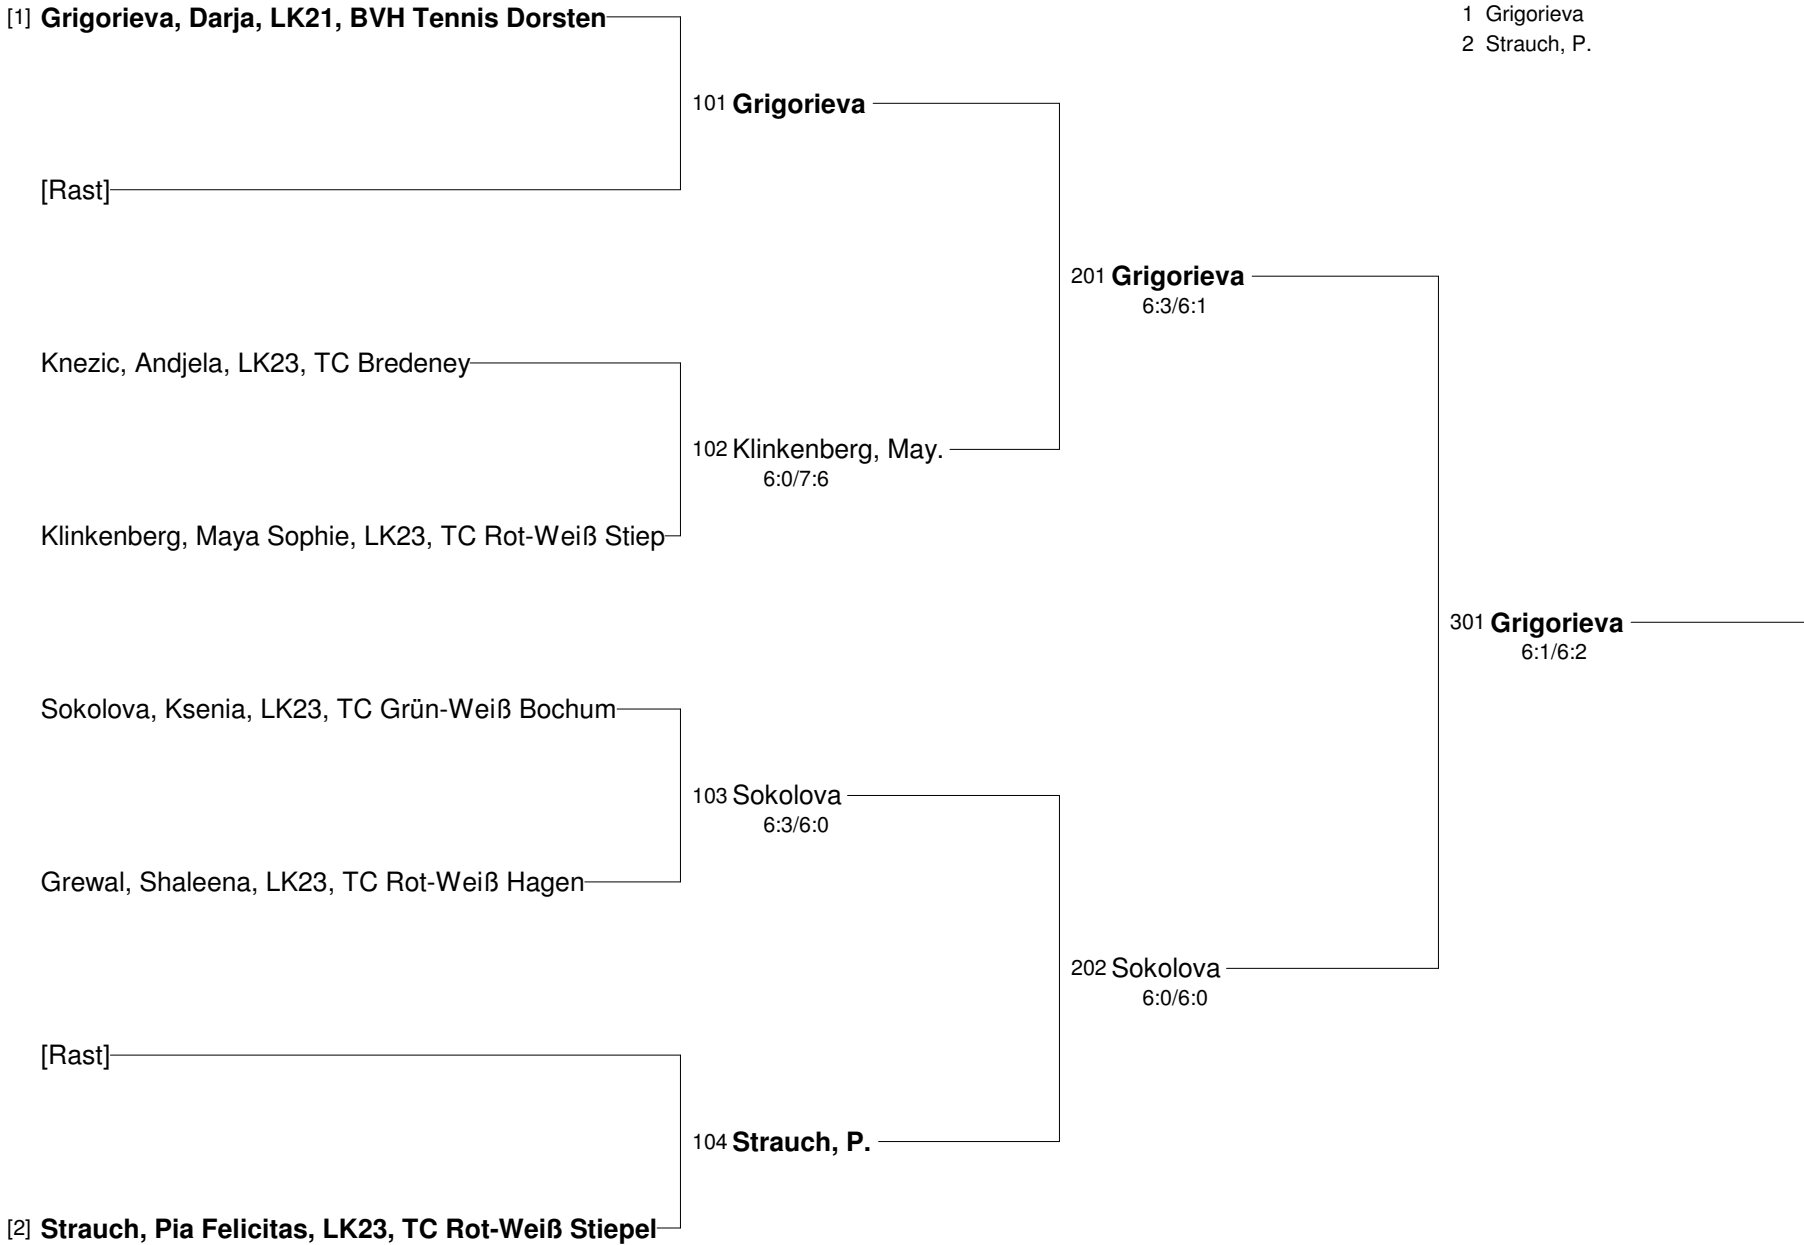 [1] Grigorieva, Darja, LK21, BVH Tennis Dorsten
1 Grigorieva
2 Strauch, P.
101 Grigorieva
[Rast]
201 Grigorieva
6:3/6:1
Knezic, Andjela, LK23, TC Bredeney
102 Klinkenberg, May.
6:0/7:6
Klinkenberg, Maya Sophie, LK23, TC Rot-Weiß Stiep
301 Grigorieva
6:1/6:2
Sokolova, Ksenia, LK23, TC Grün-Weiß Bochum
103 Sokolova
6:3/6:0
Grewal, Shaleena, LK23, TC Rot-Weiß Hagen
202 Sokolova
6:0/6:0
[Rast]
104 Strauch, P.
[2] Strauch, Pia Felicitas, LK23, TC Rot-Weiß Stiepel